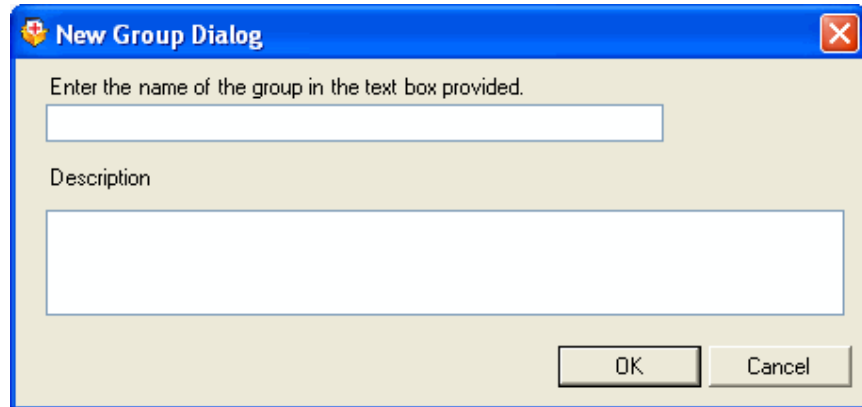 New Group Dialog
Enter the name of the group in the text box provided.
Description
OK Cancel